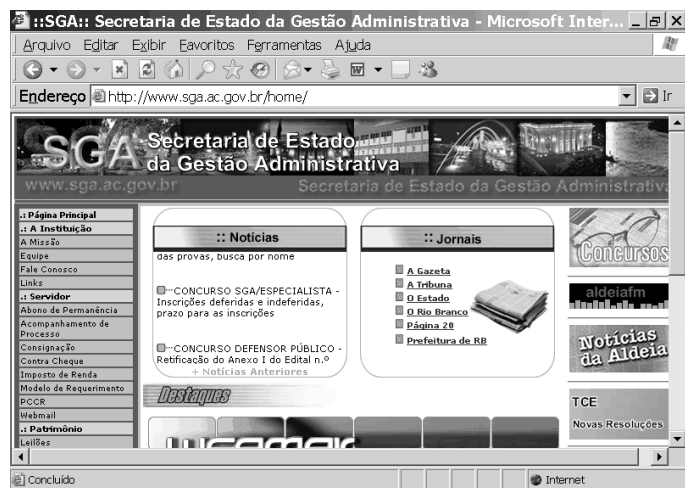 ::SGA:: Secretaria de Estado da Gestão Administrativa - Microsoft Inter...
Arquivo Editar Exibir Favoritos Ferramentas Ajuda
Endereço http://www.sga.ac.gov.br/home/ Ir
SGA Secretaria de Estado
da Gestão Administrativa
www.sga.ac.gov.br Secretaria de Estado da Gestão Administrativa
.: Página Principal
.: A Instituição
A Missão
Equipe
Fale Conosco
Links
.: Servidor
Abono de Permanência
Acompanhamento de
Processo
Consignação
Contra Cheque
Imposto de Renda
Modelo de Requerimento
PCCR
Webmail
.: Patrimônio
Leilões
:: Notícias
das provas, busca por nome
CONCURSO SGA/ESPECIALISTA -
Inscrições deferidas e indeferidas,
prazo para as inscrições
CONCURSO DEFENSOR PÚBLICO -
Retificação do Anexo I do Edital n.º
+ Notícias Anteriores
:: Jornais
A Gazeta
A Tribuna
O Estado
O Rio Branco
Página 20
Prefeitura de RB
Destaques
Concursos
aldeiafm
Notícias
da Aldeia
TCE
Novas Resoluções
Concluído Internet